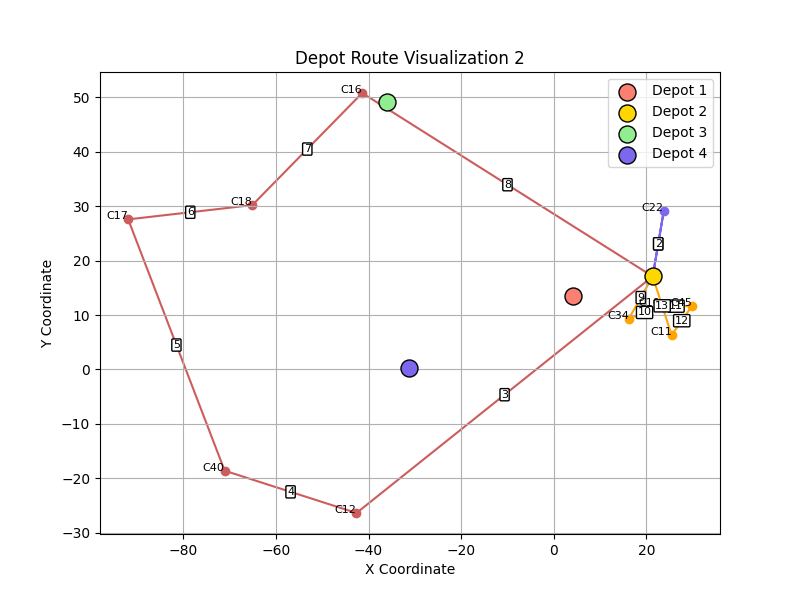 Depot Route Visualization 2
Depot 1
Depot 2
Depot 3
Depot 4
Y Coordinate
50
40
30
20
10
0
−10
−20
−30
C16
7
8
C18
C17
6
C22
2
9
C45
13
11
10
C34
12
C11
5
3
C40
4
C12
−80
−60
−40
−20
0
20
X Coordinate